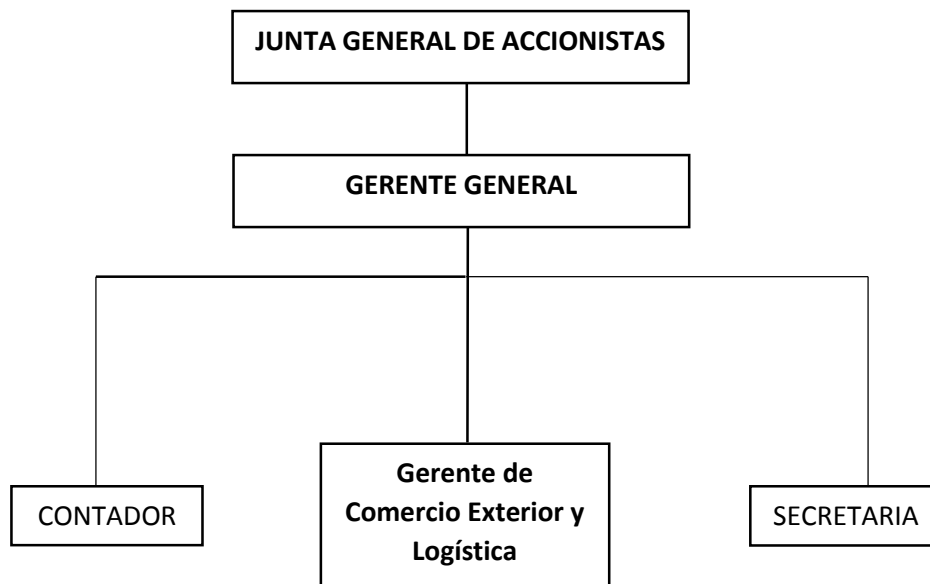 JUNTA GENERAL DE ACCIONISTAS
GERENTE GENERAL
CONTADOR
Gerente de
Comercio Exterior y
Logística
SECRETARIA